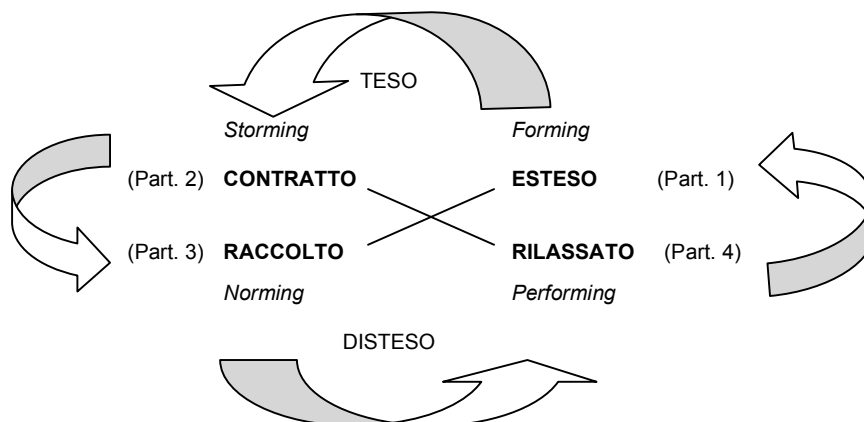 TESO
Storming Forming
(Part. 2) CONTRATTO ESTESO (Part. 1)
(Part. 3) RACCOLTO RILASSATO (Part. 4)
Norming Performing
DISTESO